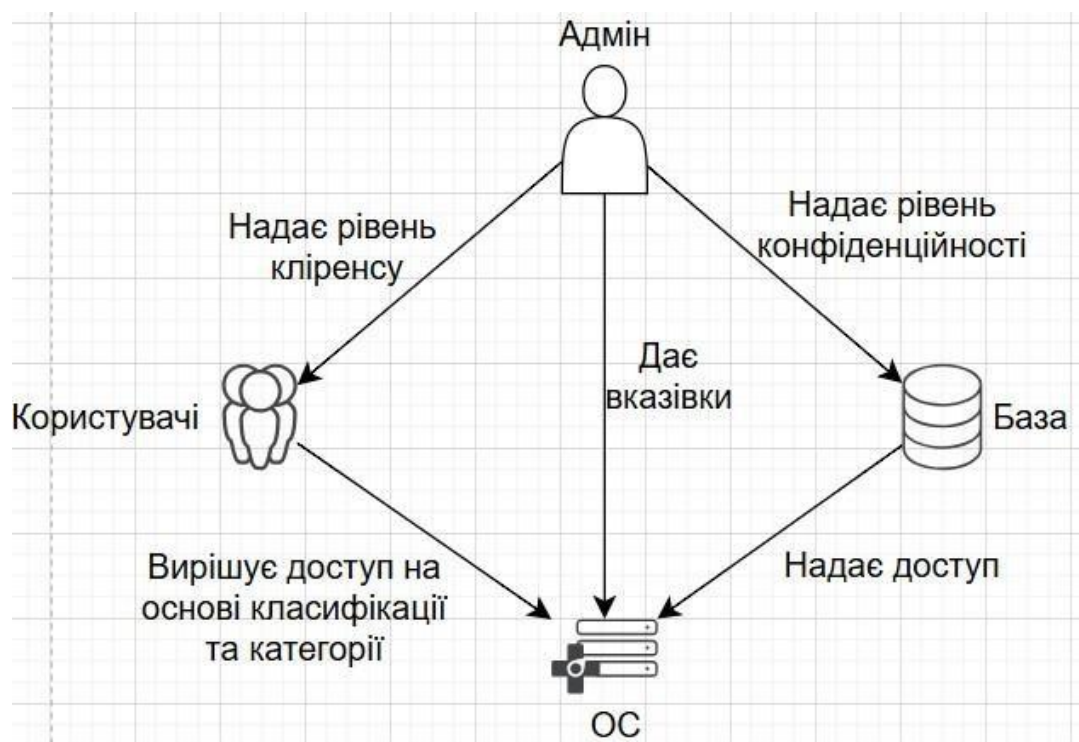 Адмін
Надає рівень
кліренсу
Надає рівень
конфіденційності
Дає
вказівки
Користувачі
База
Вирішує доступ на
основі класифікації
та категорії
Надає доступ
ОС